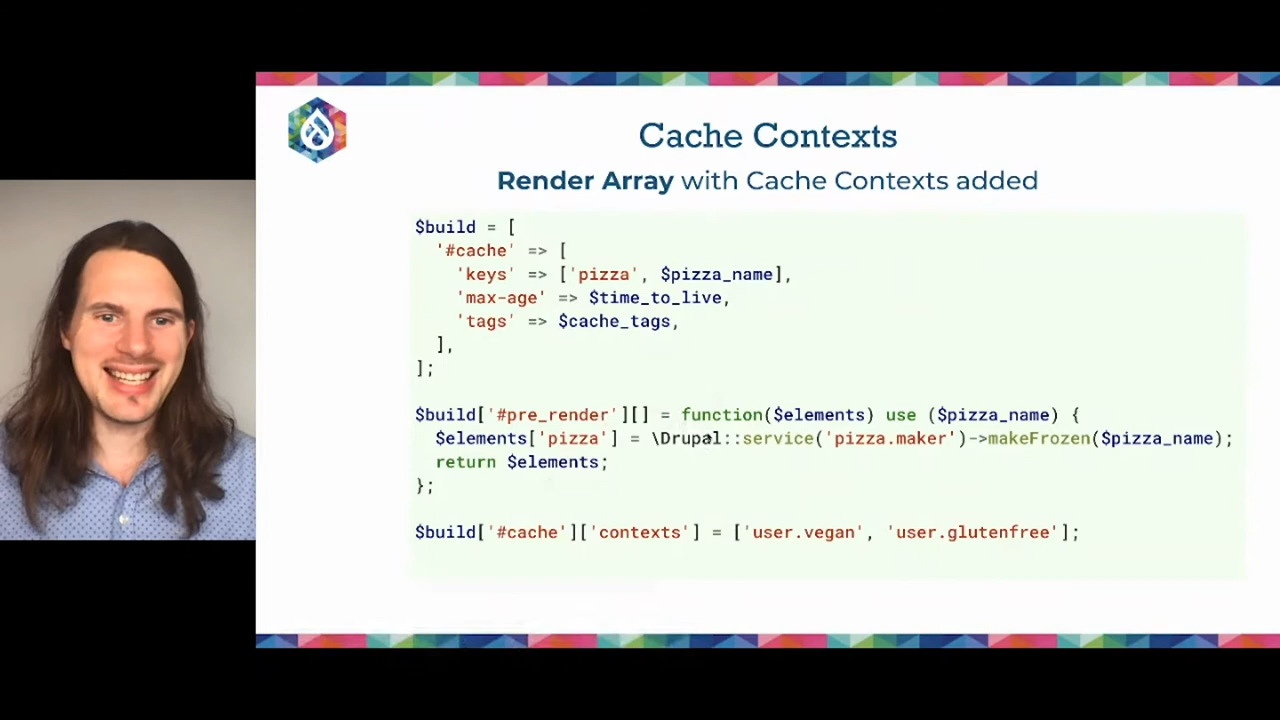 Cache Contexts
Render Array with Cache Contexts added
$build = [
  '#cache' => [
    'keys' => ['pizza', $pizza_name],
    'max-age' => $time_to_live,
    'tags' => $cache_tags,
  ],
];
$build['#pre_render'][] = function($elements) use ($pizza_name) {
  $elements['pizza'] = \Drupal::service('pizza.maker')->makeFrozen($pizza_name);
  return $elements;
};
$build['#cache']['contexts'] = ['user.vegan', 'user.glutenfree'];